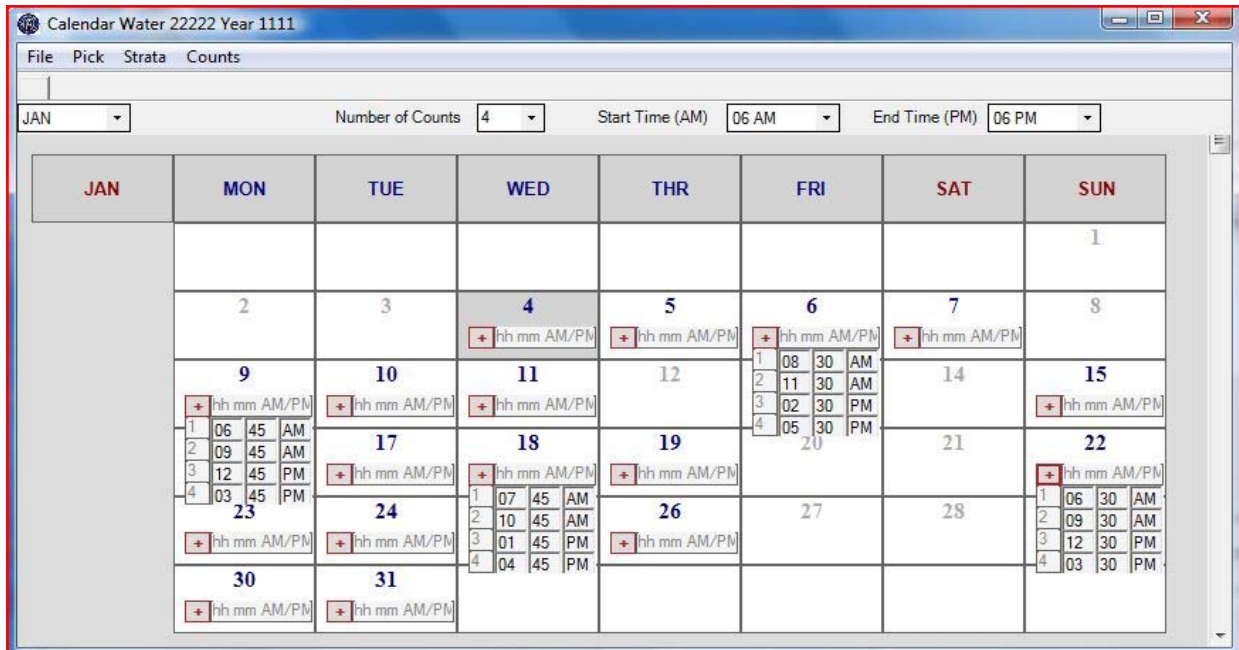 Calendar Water 22222 Year 1111
File Pick Strata Counts
JAN Number of Counts 4 Start Time (AM) 06 AM End Time (PM) 06 PM
JAN MON TUE WED THR FRI SAT SUN
1
2 3 4 5 6 7 8
+ hh mm AM/PM + hh mm AM/PM + hh mm AM/PM + hh mm AM/PM
1 08 30 AM
2 11 30 AM
3 02 30 PM
4 05 30 PM
9 10 11 12 14 15
+ hh mm AM/PM + hh mm AM/PM + hh mm AM/PM + hh mm AM/PM
1 06 45 AM
2 09 45 AM
3 12 45 PM
4 03 45 PM
17 18 19 20 21 22
+ hh mm AM/PM + hh mm AM/PM + hh mm AM/PM + hh mm AM/PM
1 07 45 AM
2 10 45 AM
3 01 45 PM
4 04 45 PM
1 06 30 AM
2 09 30 AM
3 12 30 PM
4 03 30 PM
23 24 26 27 28
+ hh mm AM/PM + hh mm AM/PM + hh mm AM/PM
30 31
+ hh mm AM/PM + hh mm AM/PM